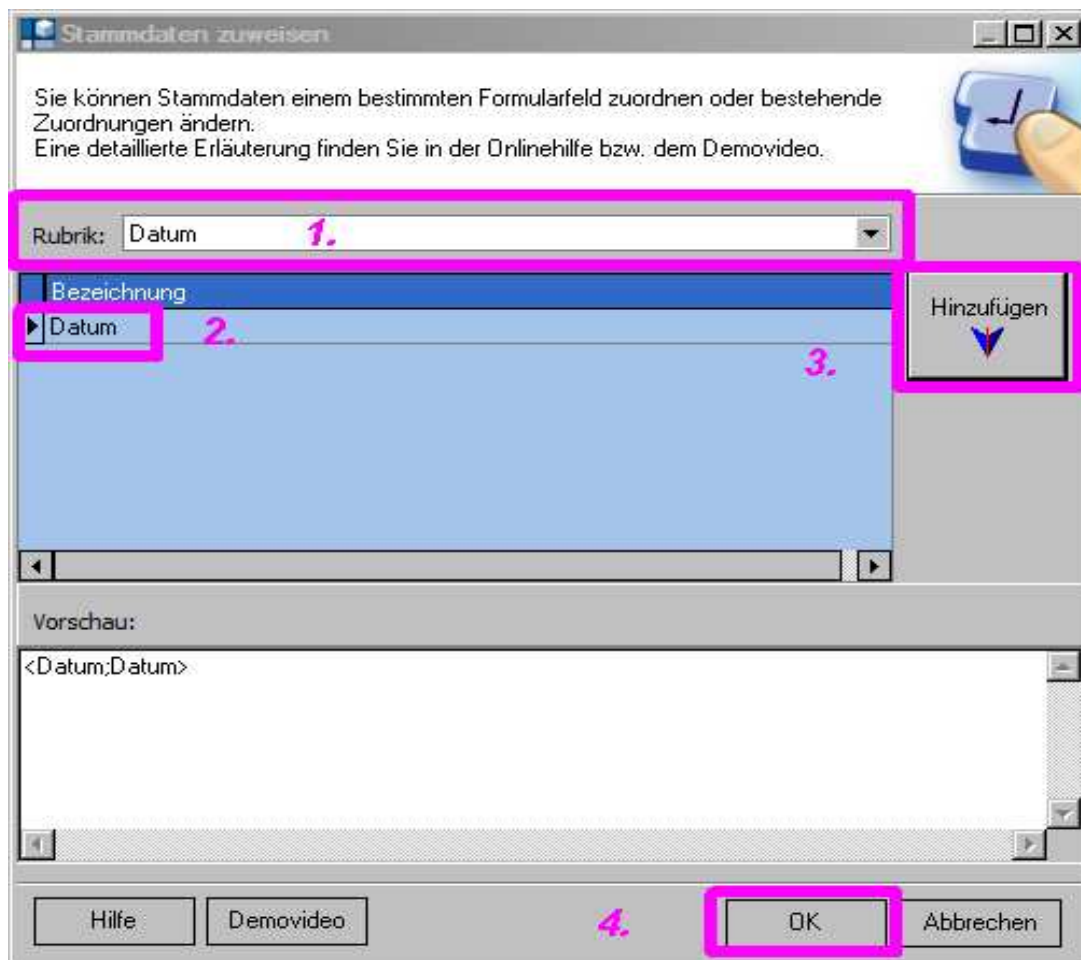 Stammdaten zuweisen
Sie können Stammdaten einem bestimmten Formularfeld zuordnen oder bestehende
Zuordnungen ändern.
Eine detaillierte Erläuterung finden Sie in der Onlinehilfe bzw. dem Demovideo.
Rubrik: Datum 1.
Bezeichnung
Hinzufügen
Datum 2.
3.
Vorschau:
<Datum;Datum>
Hilfe Demovideo 4. OK Abbrechen